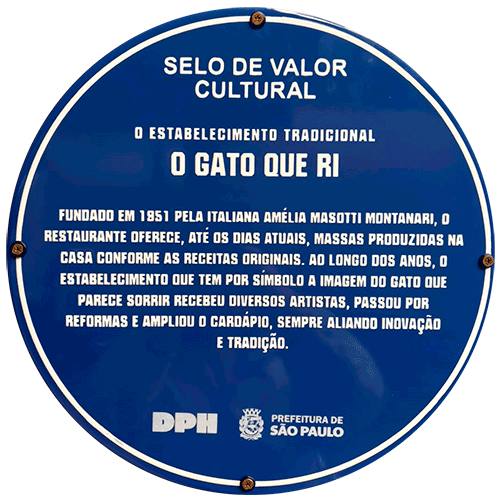 SELO DE VALOR
CULTURAL
O ESTABELECIMENTO TRADICIONAL
O GATO QUE RI
FUNDADO EM 1951 PELA ITALIANA AMÉLIA MASOTTI MONTANARI, O
RESTAURANTE OFERECE, ATÉ OS DIAS ATUAIS, MASSAS PRODUZIDAS NA
CASA CONFORME AS RECEITAS ORIGINAIS. AO LONGO DOS ANOS, O
ESTABELECIMENTO QUE TEM POR SÍMBOLO A IMAGEM DO GATO QUE
PARECE SORRIR RECEBEU DIVERSOS ARTISTAS, PASSOU POR
REFORMAS E AMPLIOU O CARDÁPIO, SEMPRE ALIANDO INOVAÇÃO
E TRADIÇÃO.
DPH
PREFEITURA DE
SÃO PAULO